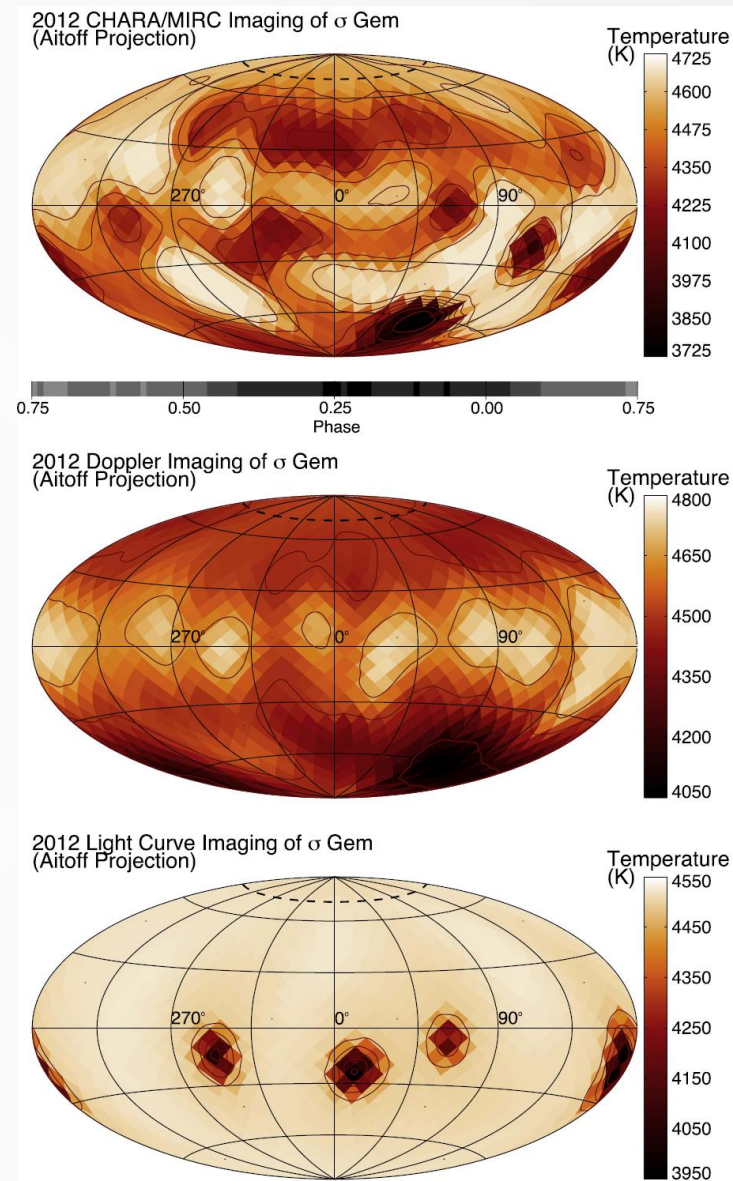 2012 CHARA/MIRC Imaging of σ Gem
(Aitoff Projection)
Temperature
(K)
4725
4600
4475
4350
4225
4100
3975
3850
3725
270°
0°
90°
0.75
0.50
0.25
0.00
0.75
Phase
2012 Doppler Imaging of σ Gem
(Aitoff Projection)
Temperature
(K)
4800
4650
4500
4350
4200
4050
270°
0°
90°
2012 Light Curve Imaging of σ Gem
(Aitoff Projection)
Temperature
(K)
4550
4450
4350
4250
4150
4050
3950
270°
0°
90°